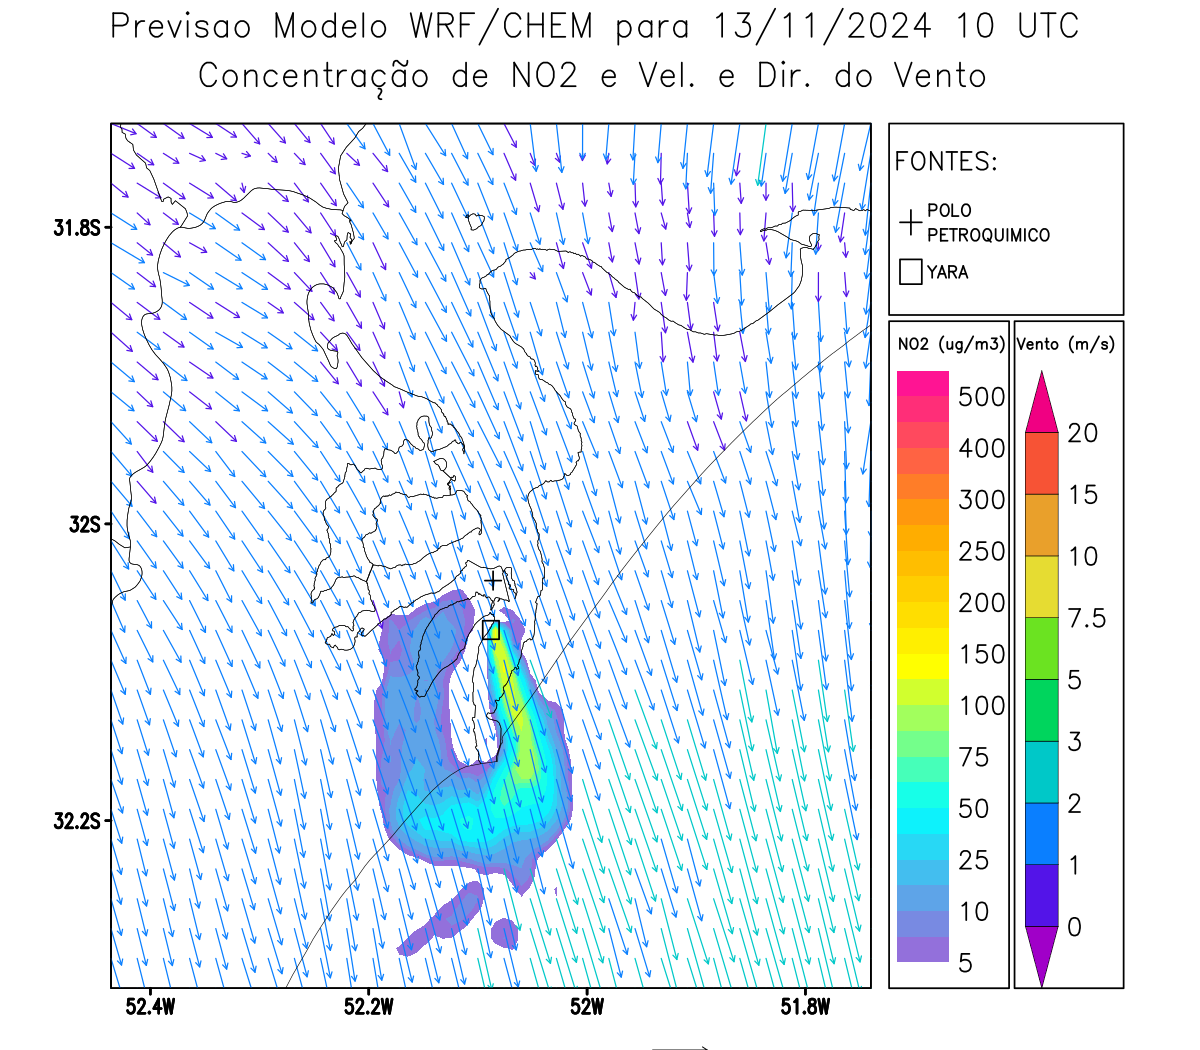 Previsao Modelo WRF/CHEM para 13/11/2024 10 UTC
Concentração de NO2 e Vel. e Dir. do Vento
FONTES:
POLO
PETROQUIMICO
YARA
NO2 (ug/m3)
500
400
300
250
200
150
100
75
50
25
10
5
Vento (m/s)
20
15
10
7.5
5
3
2
1
0
31.8S
32S
32.2S
52.4W
52.2W
52W
51.8W